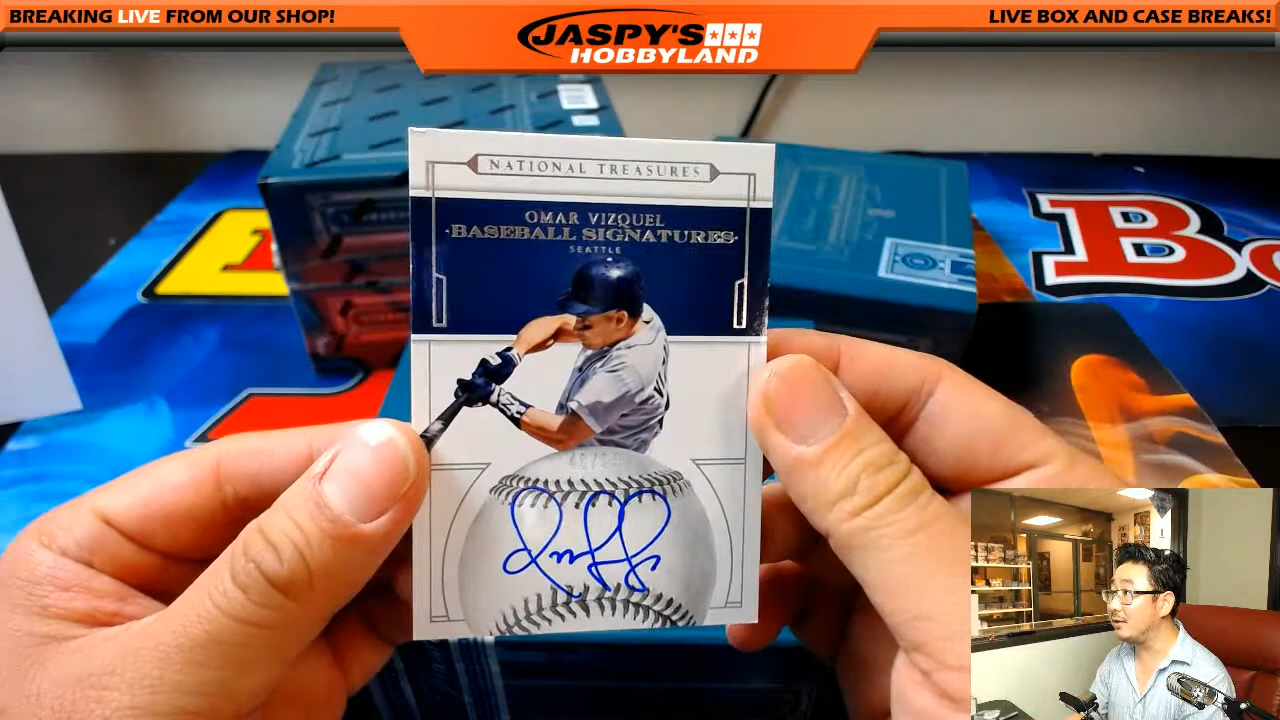 BREAKING LIVE FROM OUR SHOP!
JASPY'S
HOBBYLAND
LIVE BOX AND CASE BREAKS!
NATIONAL TREASURES
OMAR VIZQUEL
·BASEBALL SIGNATURES·
SEATTLE